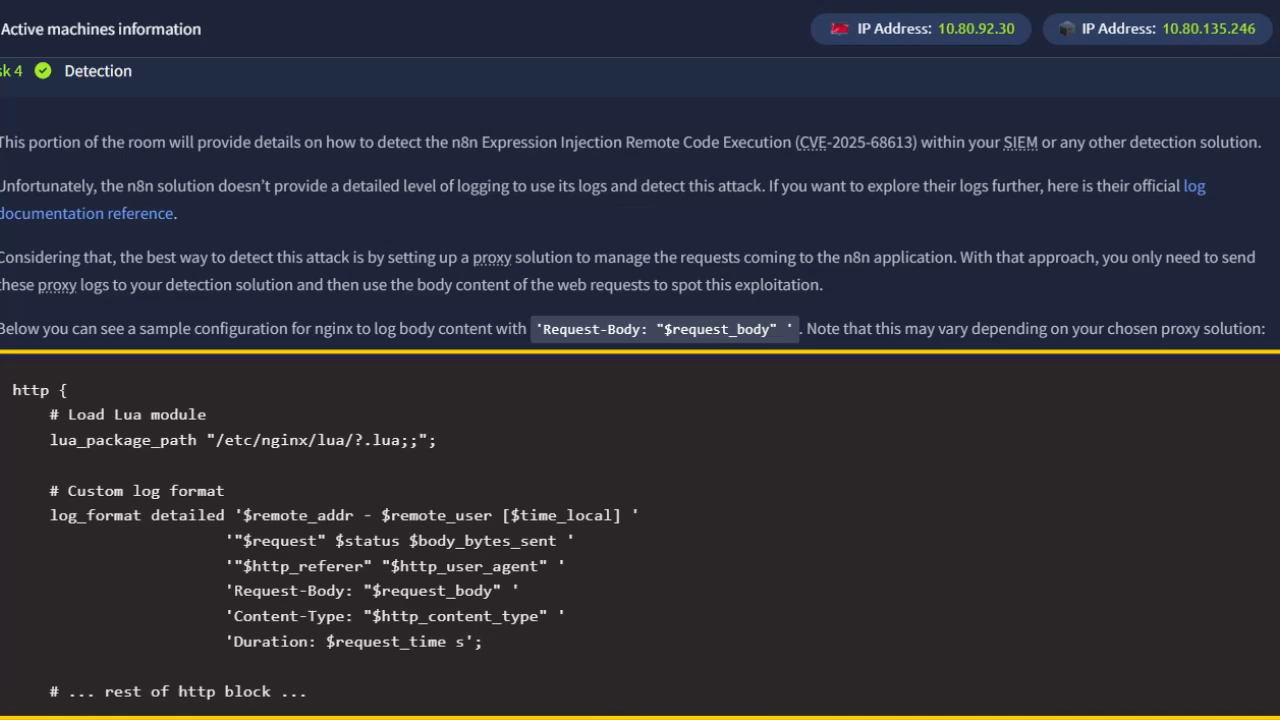 Active machines information
IP Address: 10.80.92.30
IP Address: 10.80.135.246
sk 4 Detection
This portion of the room will provide details on how to detect the n8n Expression Injection Remote Code Execution (CVE-2025-68613) within your SIEM or any other detection solution.
Unfortunately, the n8n solution doesn't provide a detailed level of logging to use its logs and detect this attack. If you want to explore their logs further, here is their official log
documentation reference.
Considering that, the best way to detect this attack is by setting up a proxy solution to manage the requests coming to the n8n application. With that approach, you only need to send
these proxy logs to your detection solution and then use the body content of the web requests to spot this exploitation.
Below you can see a sample configuration for nginx to log body content with 'Request-Body: "$request_body" '. Note that this may vary depending on your chosen proxy solution:
http {
    # Load Lua module
    lua_package_path "/etc/nginx/lua/?.lua;;";
    # Custom log format
    log_format detailed '$remote_addr - $remote_user [$time_local] '
                        '"$request" $status $body_bytes_sent '
                        '"$http_referer" "$http_user_agent" '
                        'Request-Body: "$request_body" '
                        'Content-Type: "$http_content_type" '
                        'Duration: $request_time s';
    # ... rest of http block ...